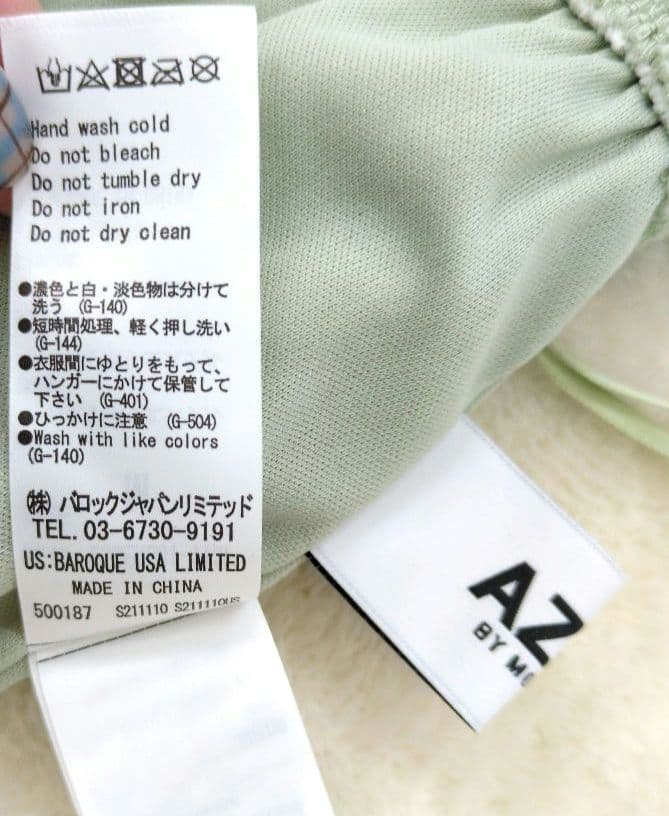 Hand wash cold
Do not bleach
Do not tumble dry
Do not iron
Do not dry clean
●濃色と白・淡色物は分けて
洗う (G-140)
●短時間処理、軽く押し洗い
(G-144)
●衣服間にゆとりをもって、
ハンガーにかけて保管して
下さい (G-401)
●ひっかけに注意 (G-504)
●Wash with like colors
(G-140)
(株) バロックジャパンリミテッド
TEL. 03-6730-9191
US:BAROQUE USA LIMITED
MADE IN CHINA
500187 S211110 S211110US
AZ
BY MO